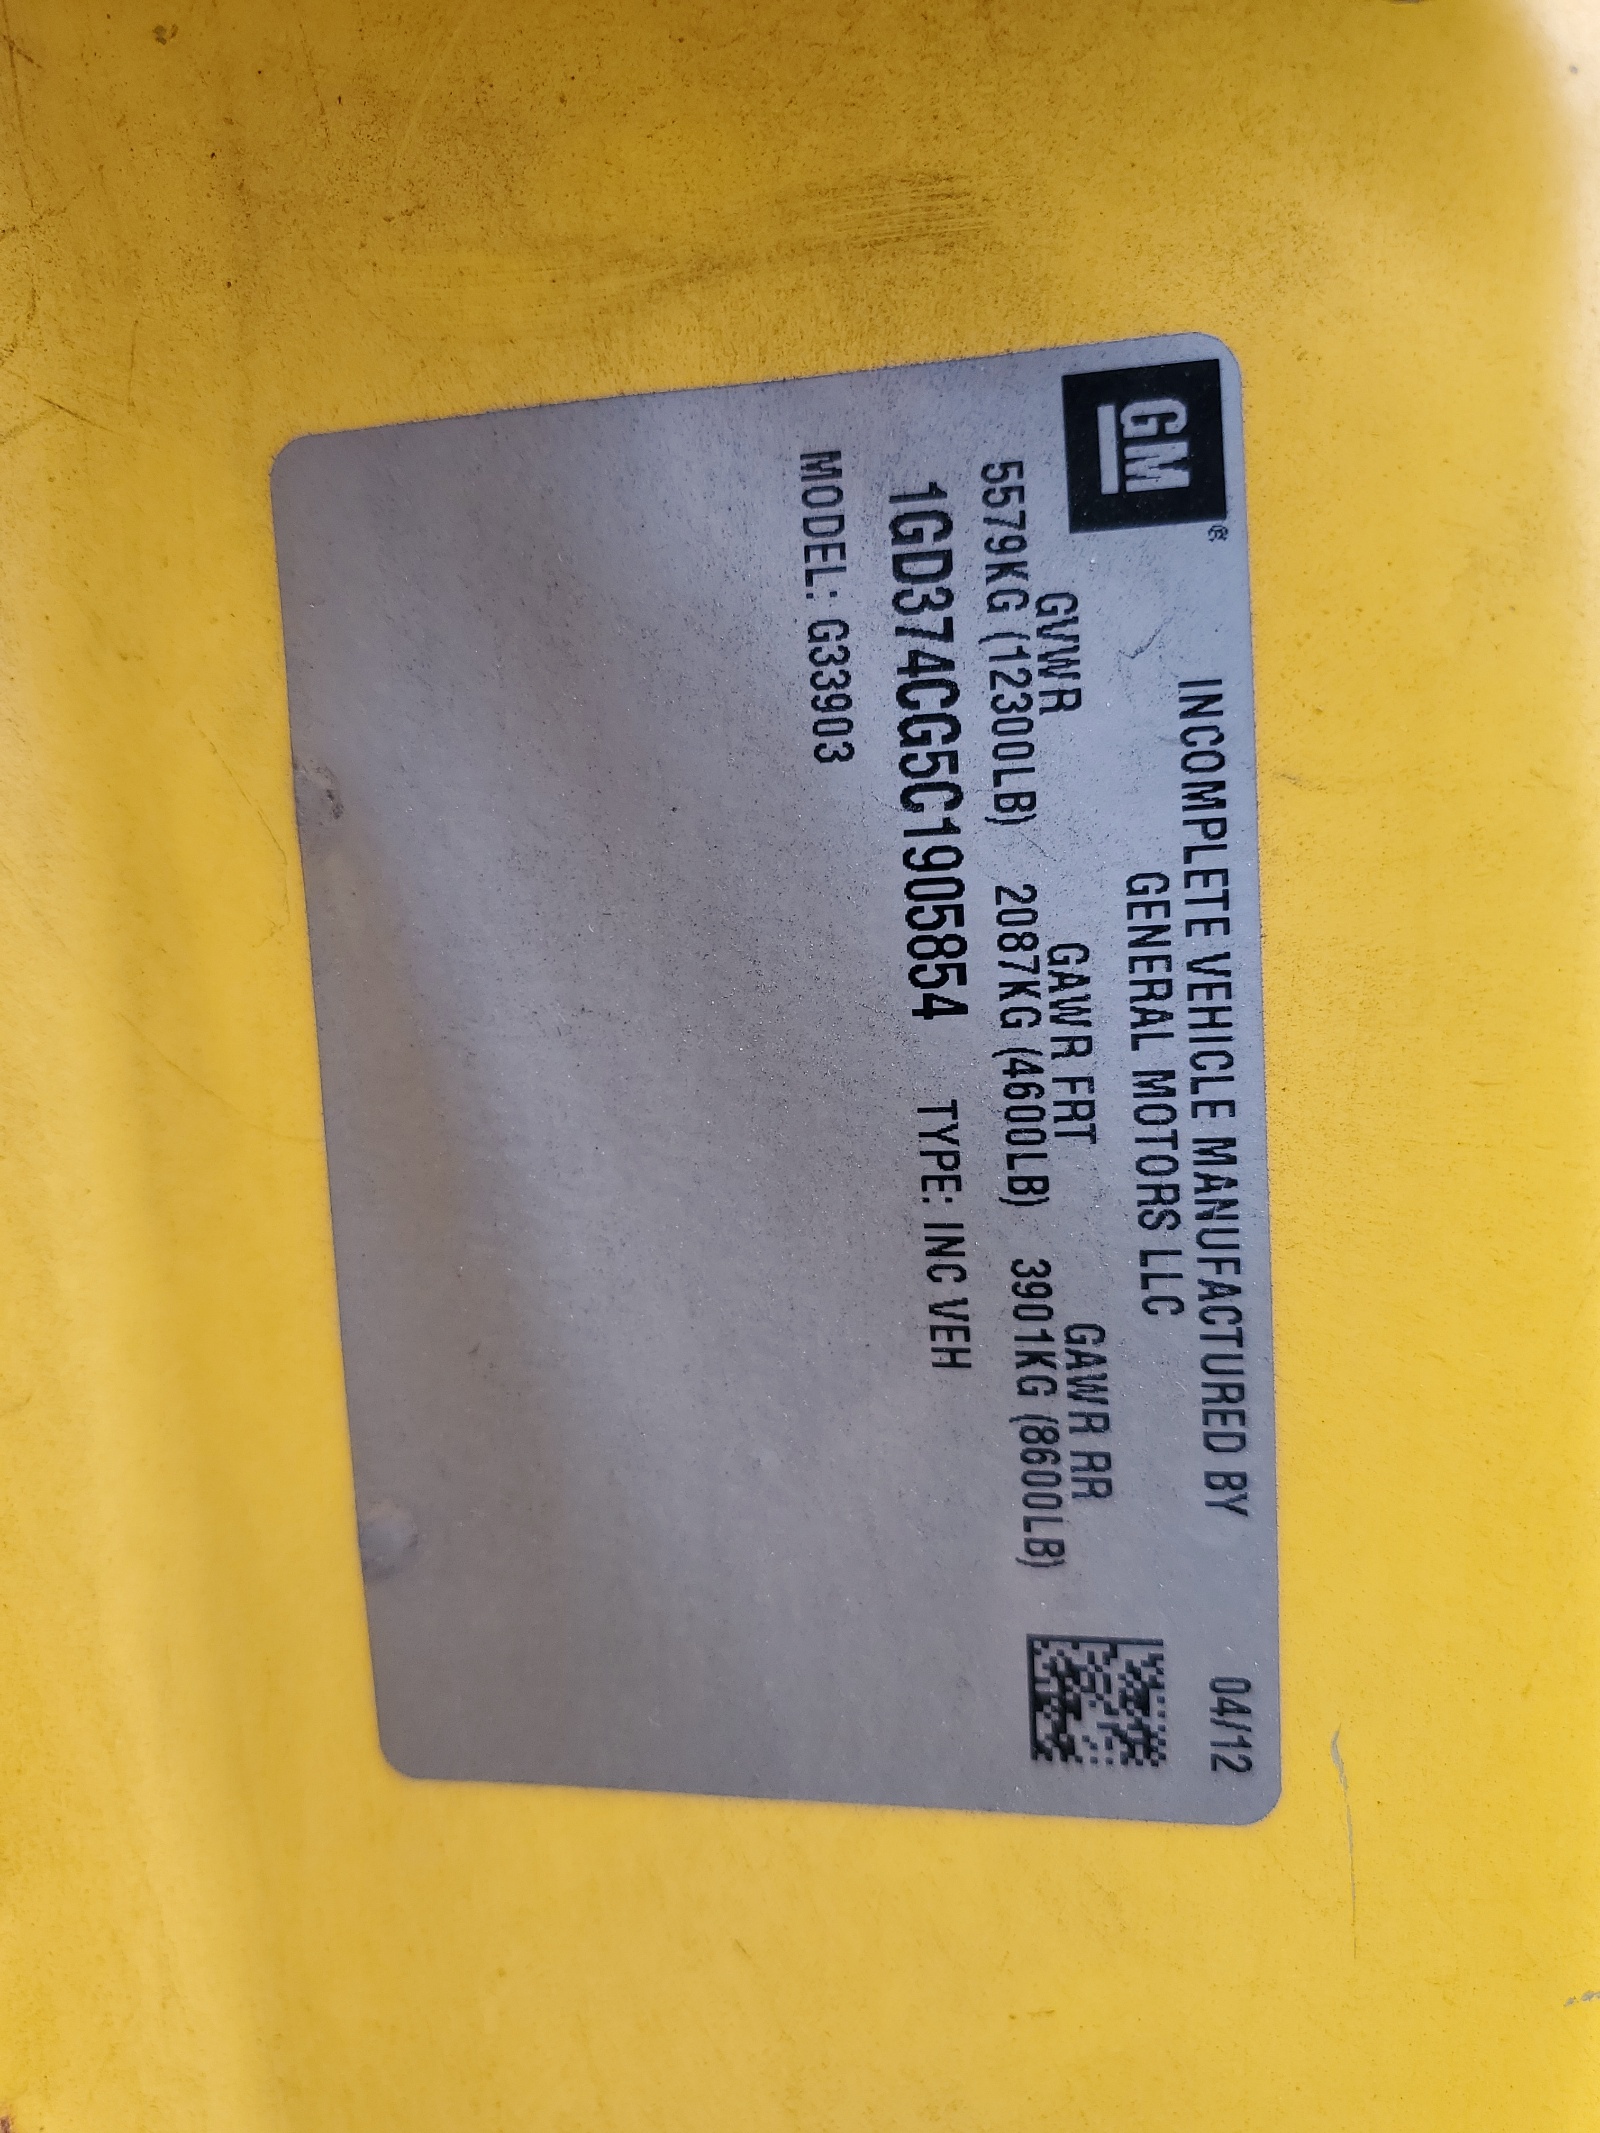 GM®
INCOMPLETE VEHICLE MANUFACTURED BY 04/12
GENERAL MOTORS LLC
GVWR GAWR FRT GAWR RR
5579KG (12300LB) 2087KG (4600LB) 3901KG (8600LB)
1GD374CG5C1905854 TYPE: INC VEH
MODEL: G33903